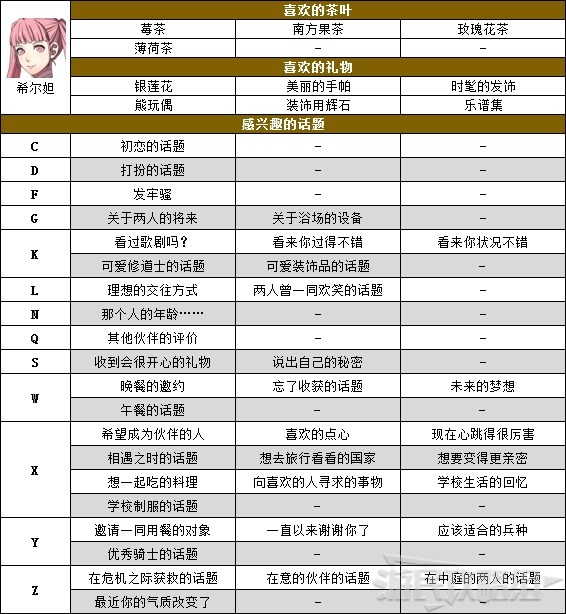 喜欢的茶叶
莓茶 南方果茶 玫瑰花茶
薄荷茶 – –
喜欢的礼物
希尔妲 银莲花 美丽的手帕 时髦的发饰
熊玩偶 装饰用辉石 乐谱集
感兴趣的话题
C 初恋的话题 – –
D 打扮的话题 – –
F 发牢骚 – –
G 关于两人的将来 关于浴场的设备 –
K 看过歌剧吗？ 看来你过得不错 看来你状况不错
可爱修道士的话题 可爱装饰品的话题 –
L 理想的交往方式 两人曾一同欢笑的话题 –
N 那个人的年龄…… – –
Q 其他伙伴的评价 – –
S 收到会很开心的礼物 说出自己的秘密 –
W 晚餐的邀约 忘了收获的话题 未来的梦想
午餐的话题 – –
X 希望成为伙伴的人 喜欢的点心 现在心跳得很厉害
相遇之时的话题 想去旅行看看的国家 想要变得更亲密
想一起吃的料理 向喜欢的人寻求的事物 学校生活的回忆
学校制服的话题 – –
Y 邀请一同用餐的对象 一直以来谢谢你了 应该适合的兵种
优秀骑士的话题 – –
Z 在危机之际获救的话题 在意的伙伴的话题 在中庭的两人的话题
最近你的气质改变了 – –
游民攻略组